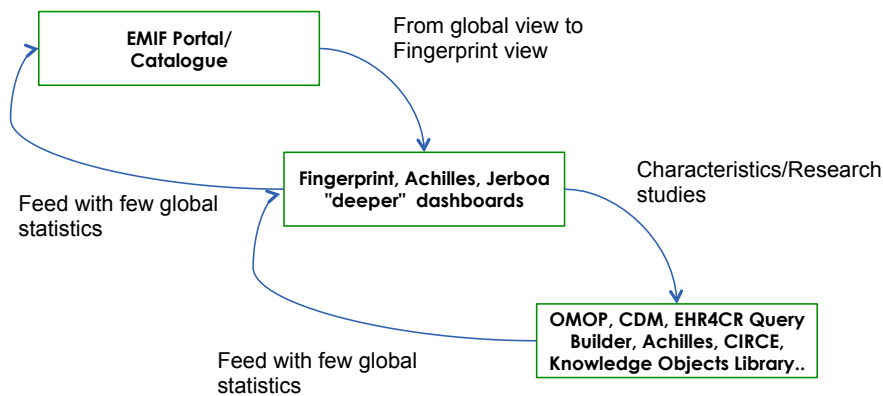 EMIF Portal/
Catalogue
From global view to
Fingerprint view
Fingerprint, Achilles, Jerboa
"deeper" dashboards
Characteristics/Research
studies
Feed with few global
statistics
OMOP, CDM, EHR4CR Query
Builder, Achilles, CIRCE,
Knowledge Objects Library..
Feed with few global
statistics